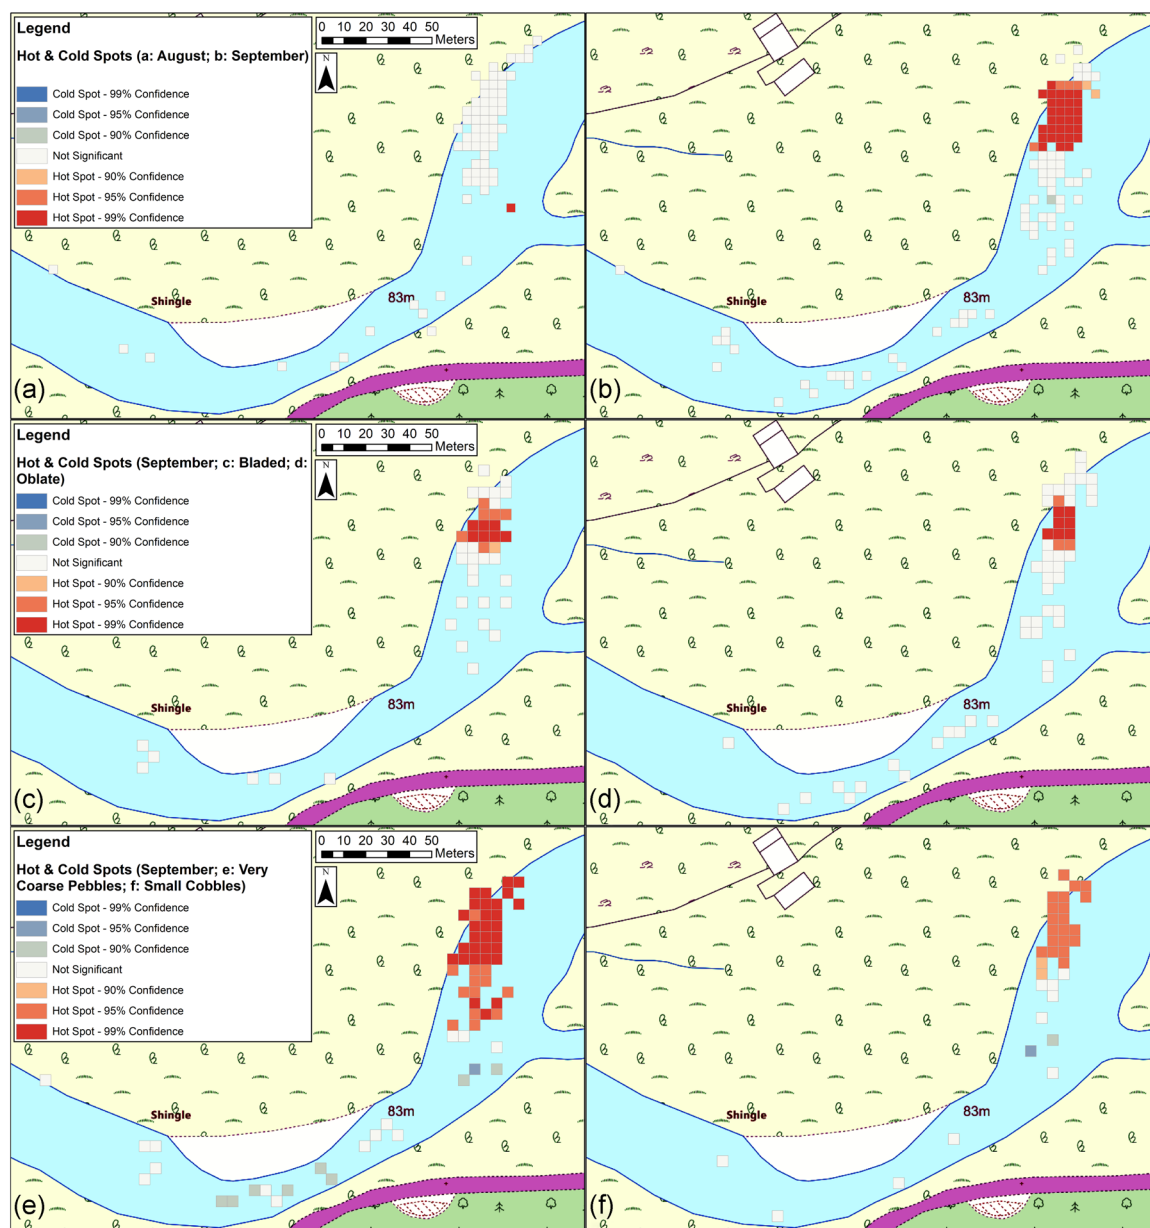 Legend
Hot & Cold Spots (a: August; b: September)
Cold Spot - 99% Confidence
Cold Spot - 95% Confidence
Cold Spot - 90% Confidence
Not Significant
Hot Spot - 90% Confidence
Hot Spot - 95% Confidence
Hot Spot - 99% Confidence
0 10 20 30 40 50
Meters
N
Shingle
83m
(a)
Shingle
83m
(b)
Legend
Hot & Cold Spots (September; c: Bladed; d:
Oblate)
Cold Spot - 99% Confidence
Cold Spot - 95% Confidence
Cold Spot - 90% Confidence
Not Significant
Hot Spot - 90% Confidence
Hot Spot - 95% Confidence
Hot Spot - 99% Confidence
0 10 20 30 40 50
Meters
N
Shingle
83m
(c)
Shingle
83m
(d)
Legend
Hot & Cold Spots (September; e: Very
Coarse Pebbles; f: Small Cobbles)
Cold Spot - 99% Confidence
Cold Spot - 95% Confidence
Cold Spot - 90% Confidence
Not Significant
Hot Spot - 90% Confidence
Hot Spot - 95% Confidence
Hot Spot - 99% Confidence
0 10 20 30 40 50
Meters
N
Shingle
83m
(e)
Shingle
83m
(f)